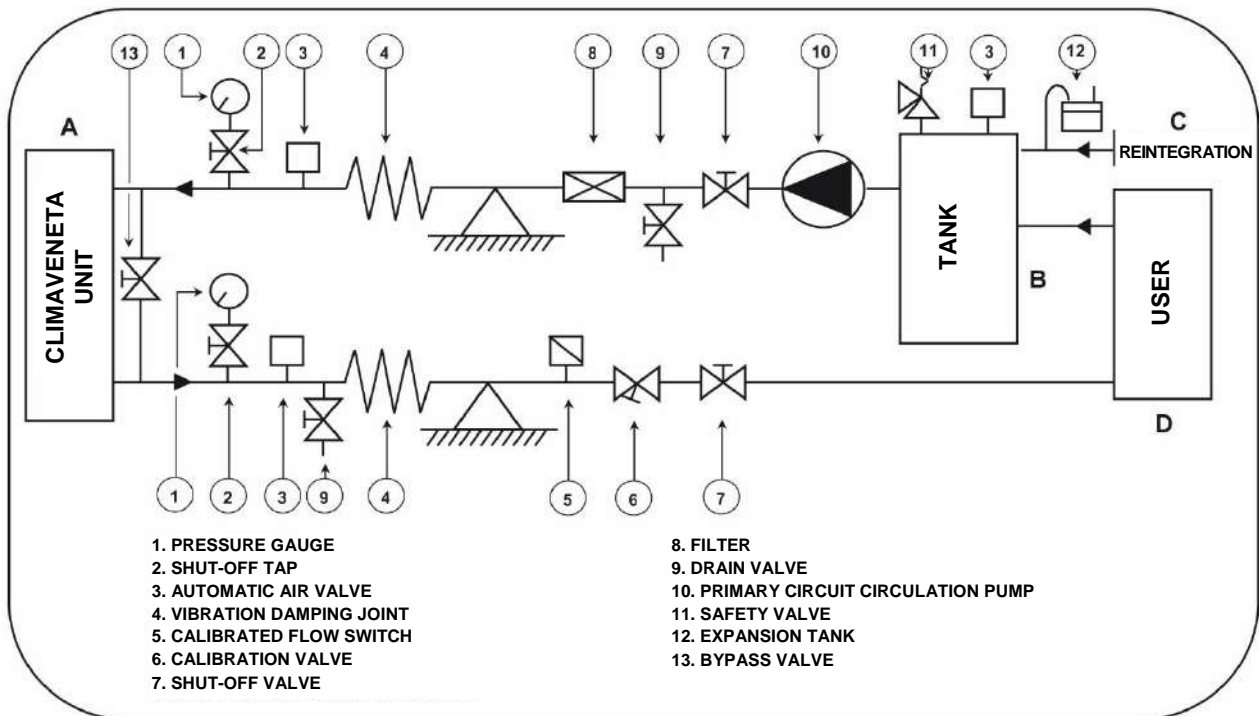 13
1
2
3
4
8
9
7
10
11
3
12
A
C
REINTEGRATION
CLIMAVENETA
UNIT
TANK
B
USER
D
1
2
3
9
4
5
6
7
1. PRESSURE GAUGE
2. SHUT-OFF TAP
3. AUTOMATIC AIR VALVE
4. VIBRATION DAMPING JOINT
5. CALIBRATED FLOW SWITCH
6. CALIBRATION VALVE
7. SHUT-OFF VALVE
8. FILTER
9. DRAIN VALVE
10. PRIMARY CIRCUIT CIRCULATION PUMP
11. SAFETY VALVE
12. EXPANSION TANK
13. BYPASS VALVE